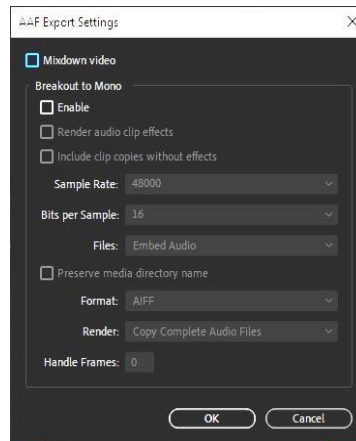 AAF Export Settings
Mixdown video
Breakout to Mono
Enable
Render audio clip effects
Include clip copies without effects
Sample Rate: 48000
Bits per Sample: 16
Files: Embed Audio
Preserve media directory name
Format: AIFF
Render: Copy Complete Audio Files
Handle Frames: 0
OK Cancel